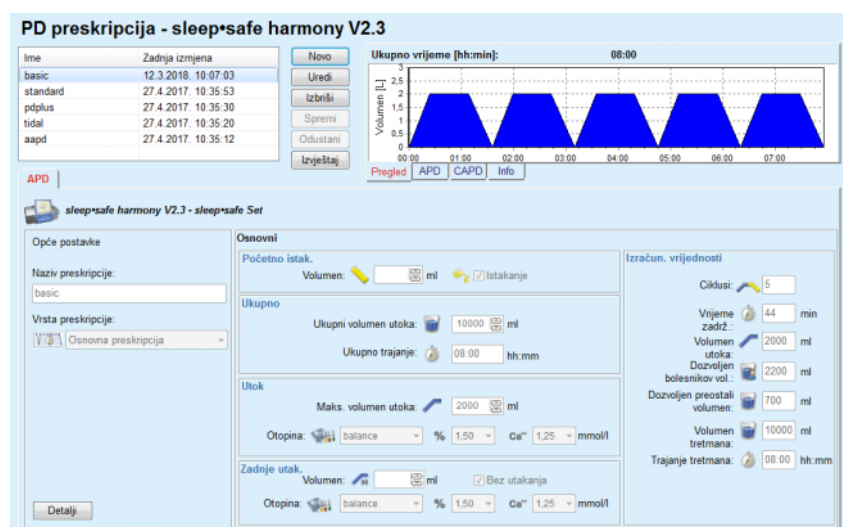 PD preskripcija - sleep•safe harmony V2.3
Ime Zadnja izmjena
basic 12.3.2018. 10:07:03
standard 27.4.2017. 10:35:53
pdplus 27.4.2017. 10:35:30
tidal 27.4.2017. 10:35:20
aapd 27.4.2017. 10:35:12
Novo
Uredi
Izbriši
Spremi
Odustani
Izvještaj
Ukupno vrijeme [hh:min]: 08:00
Volumen [L]
3
2,5
2
1,5
1
0,5
0
00:00 01:00 02:00 03:00 04:00 05:00 06:00 07:00
Pregled APD CAPD Info
APD
sleep•safe harmony V2.3 - sleep•safe Set
Opće postavke
Naziv preskripcije:
basic
Vrsta preskripcije:
Osnovna preskripcija
Detalji
Osnovni
Početno istak.
Volumen: ml Istakanje
Ukupno
Ukupni volumen utoka: 10000 ml
Ukupno trajanje: 08:00 hh:mm
Utok
Maks. volumen utoka: 2000 ml
Otopina: balance % 1,50 Ca⁺⁺ 1,25 mmol/l
Zadnje utak.
Volumen: ml Bez utakanja
Otopina: balance % 1,50 Ca⁺⁺ 1,25 mmol/l
Izračun. vrijednosti
Ciklusi: 5
Vrijeme 44 min
zadrž.:
Volumen 2000 ml
utoka:
Dozvoljen 2200 ml
bolesnikov vol.:
Dozvoljen preostali 700 ml
volumen:
Volumen 10000 ml
tretmana:
Trajanje tretmana: 08:00 hh:mm